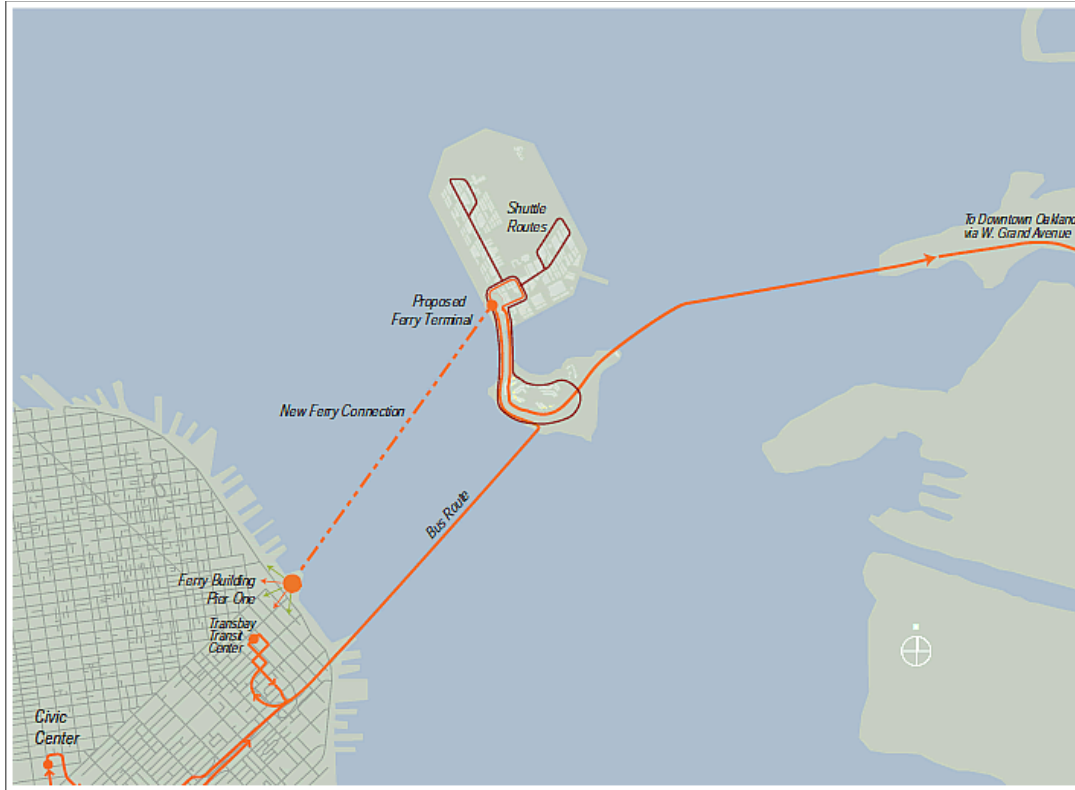 Shuttle
Routes
To Downtown Oakland
via W. Grand Avenue
Proposed
Ferry Terminal
New Ferry Connection
Bus Route
Ferry Building
Pier One
Transbay
Transit
Center
Civic
Center